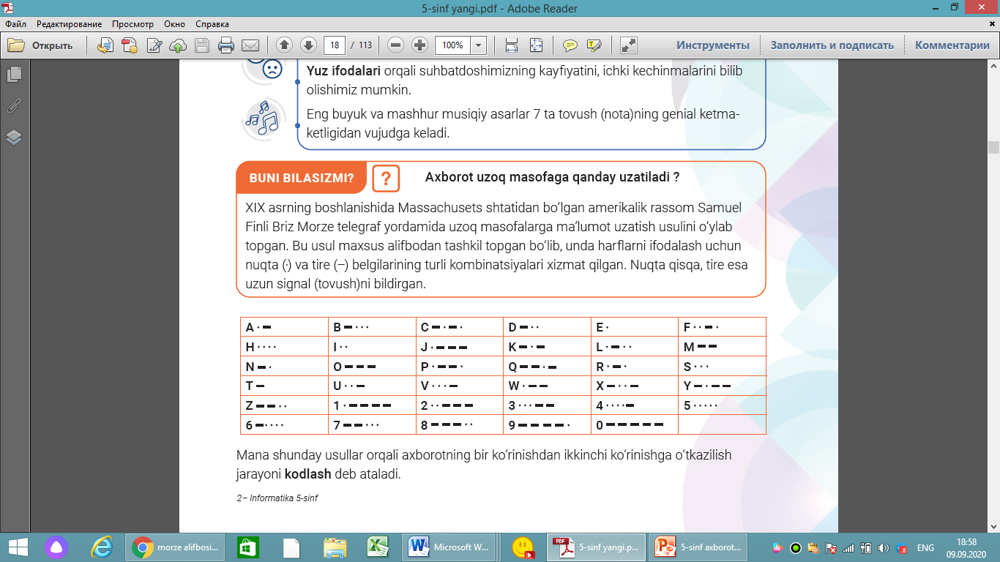 5-sinf yangi.pdf - Adobe Reader
Файл Редактирование Просмотр Окно Справка
Открыть 18 / 113 100% Инструменты Заполнить и подписать Комментарии
Yuz ifodalari orqali suhbatdoshimizning kayfiyatini, ichki kechinmalarini bilib
olishimiz mumkin.
Eng buyuk va mashhur musiqiy asarlar 7 ta tovush (nota)ning genial ketma-
ketligidan vujudga keladi.
BUNI BILASIZMI? ? Axborot uzoq masofaga qanday uzatiladi ?
XIX asrning boshlanishida Massachusets shtatidan bo‘lgan amerikalik rassom Samuel
Finli Briz Morze telegraf yordamida uzoq masofalarga ma’lumot uzatish usulini o‘ylab
topgan. Bu usul maxsus alifbodan tashkil topgan bo‘lib, unda harflarni ifodalash uchun
nuqta (·) va tire (–) belgilarining turli kombinatsiyalari xizmat qilgan. Nuqta qisqa, tire esa
uzun signal (tovush)ni bildirgan.
A · – B – · · · C – · – · D – · · E · F · · – ·
H · · · · I · · J · – – – K – · – L · – · · M – –
N – · O – – – P · – – · Q – – · – R · – · S · · ·
T – U · · – V · · · – W · – – X – · · – Y – · – –
Z – – · · 1 · – – – – 2 · · – – – 3 · · · – – 4 · · · · – 5 · · · · ·
6 – · · · · 7 – – · · · 8 – – – · · 9 – – – – · 0 – – – – –
Mana shunday usullar orqali axborotning bir ko‘rinishdan ikkinchi ko‘rinishga o‘tkazilish
jarayoni kodlash deb ataladi.
2– Informatika 5-sinf
morze alifbosi... Microsoft W... 5-sinf yangi.p... 5-sinf axborot... ENG 18:58
09.09.2020